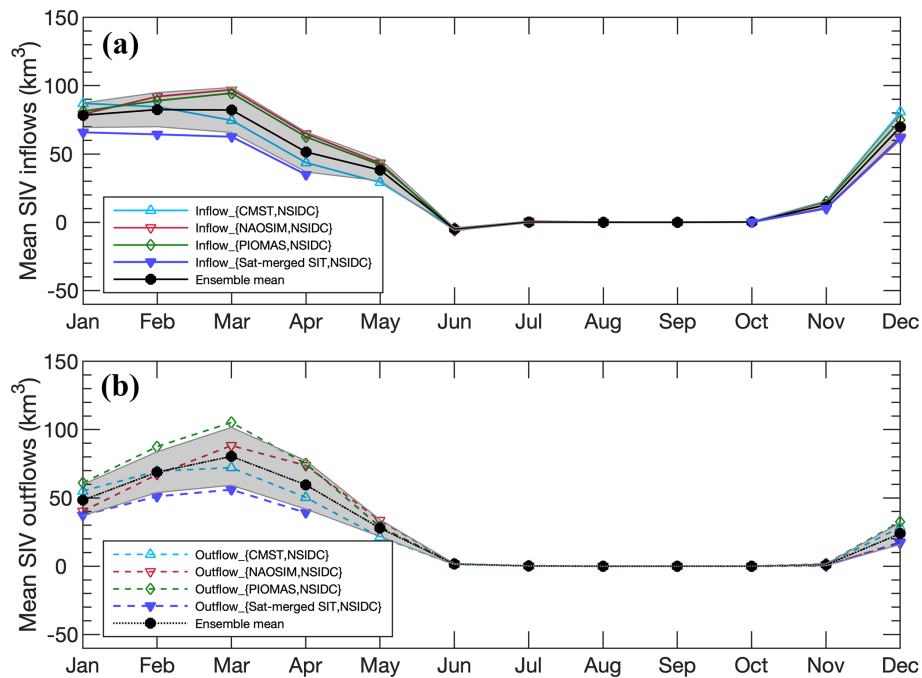 (a)
Mean SIV inflows (km3)
150
100
50
0
-50
Inflow_{CMST,NSIDC}
Inflow_{NAOSIM,NSIDC}
Inflow_{PIOMAS,NSIDC}
Inflow_{Sat-merged SIT,NSIDC}
Ensemble mean
Jan Feb Mar Apr May Jun Jul Aug Sep Oct Nov Dec
(b)
Mean SIV outflows (km3)
150
100
50
0
-50
Outflow_{CMST,NSIDC}
Outflow_{NAOSIM,NSIDC}
Outflow_{PIOMAS,NSIDC}
Outflow_{Sat-merged SIT,NSIDC}
Ensemble mean
Jan Feb Mar Apr May Jun Jul Aug Sep Oct Nov Dec